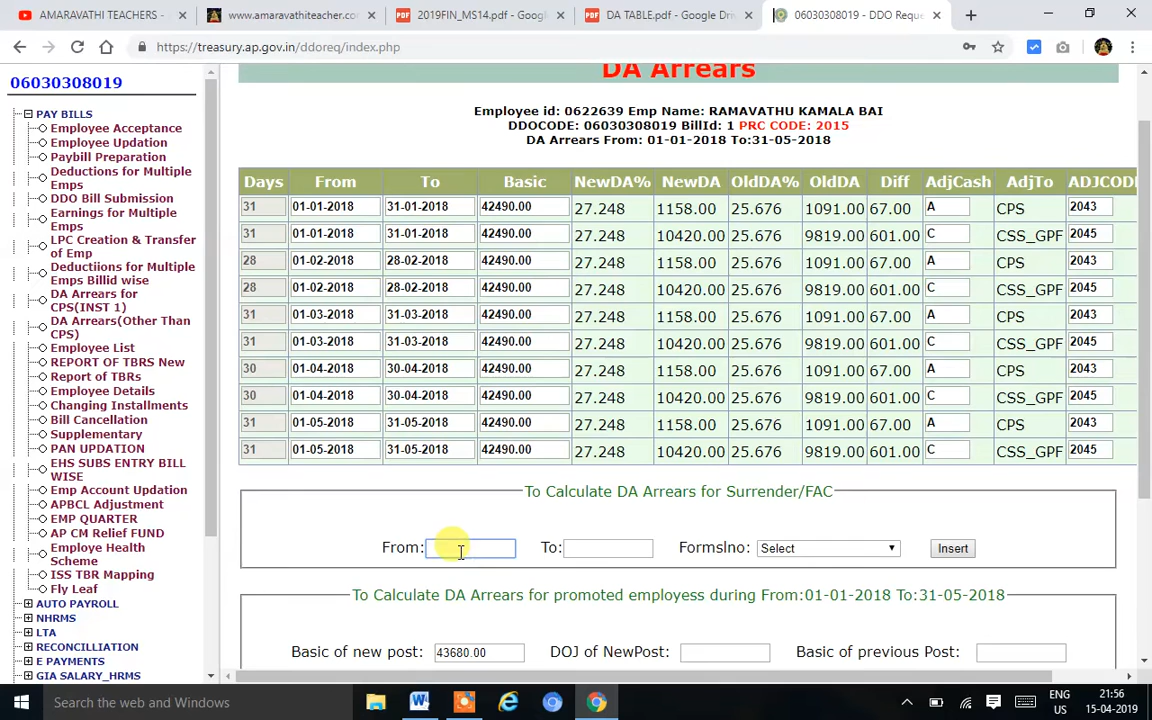 AMARAVATHI TEACHERS -
www.amaravathiteacher.co
2019FIN_MS14.pdf - Googl
DA TABLE.pdf - Google Dri
06030308019 - DDO Reque
https://treasury.ap.gov.in/ddoreq/index.php
06030308019
PAY BILLS
Employee Acceptance
Employee Updation
Paybill Preparation
Deductions for Multiple
Emps
DDO Bill Submission
Earnings for Multiple
Emps
LPC Creation & Transfer
of Emp
Deductiions for Multiple
Emps Billid wise
DA Arrears for
CPS(INST 1)
DA Arrears(Other Than
CPS)
Employee List
REPORT OF TBRS New
Report of TBRs
Employee Details
Changing Installments
Bill Cancellation
Supplementary
PAN UPDATION
EHS SUBS ENTRY BILL
WISE
Emp Account Updation
APBCL Adjustment
EMP QUARTER
AP CM Relief FUND
Employe Health
Scheme
ISS TBR Mapping
Fly Leaf
AUTO PAYROLL
NHRMS
LTA
RECONCILLIATION
E PAYMENTS
GIA SALARY_HRMS
DA Arrears
Employee id: 0622639 Emp Name: RAMAVATHU KAMALA BAI
DDOCODE: 06030308019 BillId: 1 PRC CODE: 2015
DA Arrears From: 01-01-2018 To:31-05-2018
Days From To Basic NewDA% NewDA OldDA% OldDA Diff AdjCash AdjTo ADJCOD
31 01-01-2018 31-01-2018 42490.00 27.248 1158.00 25.676 1091.00 67.00 A CPS 2043
31 01-01-2018 31-01-2018 42490.00 27.248 10420.00 25.676 9819.00 601.00 C CSS_GPF 2045
28 01-02-2018 28-02-2018 42490.00 27.248 1158.00 25.676 1091.00 67.00 A CPS 2043
28 01-02-2018 28-02-2018 42490.00 27.248 10420.00 25.676 9819.00 601.00 C CSS_GPF 2045
31 01-03-2018 31-03-2018 42490.00 27.248 1158.00 25.676 1091.00 67.00 A CPS 2043
31 01-03-2018 31-03-2018 42490.00 27.248 10420.00 25.676 9819.00 601.00 C CSS_GPF 2045
30 01-04-2018 30-04-2018 42490.00 27.248 1158.00 25.676 1091.00 67.00 A CPS 2043
30 01-04-2018 30-04-2018 42490.00 27.248 10420.00 25.676 9819.00 601.00 C CSS_GPF 2045
31 01-05-2018 31-05-2018 42490.00 27.248 1158.00 25.676 1091.00 67.00 A CPS 2043
31 01-05-2018 31-05-2018 42490.00 27.248 10420.00 25.676 9819.00 601.00 C CSS_GPF 2045
To Calculate DA Arrears for Surrender/FAC
From: To: Formslno: Select Insert
To Calculate DA Arrears for promoted employess during From:01-01-2018 To:31-05-2018
Basic of new post: 43680.00 DOJ of NewPost: Basic of previous Post:
Search the web and Windows
ENG
US
21:56
15-04-2019